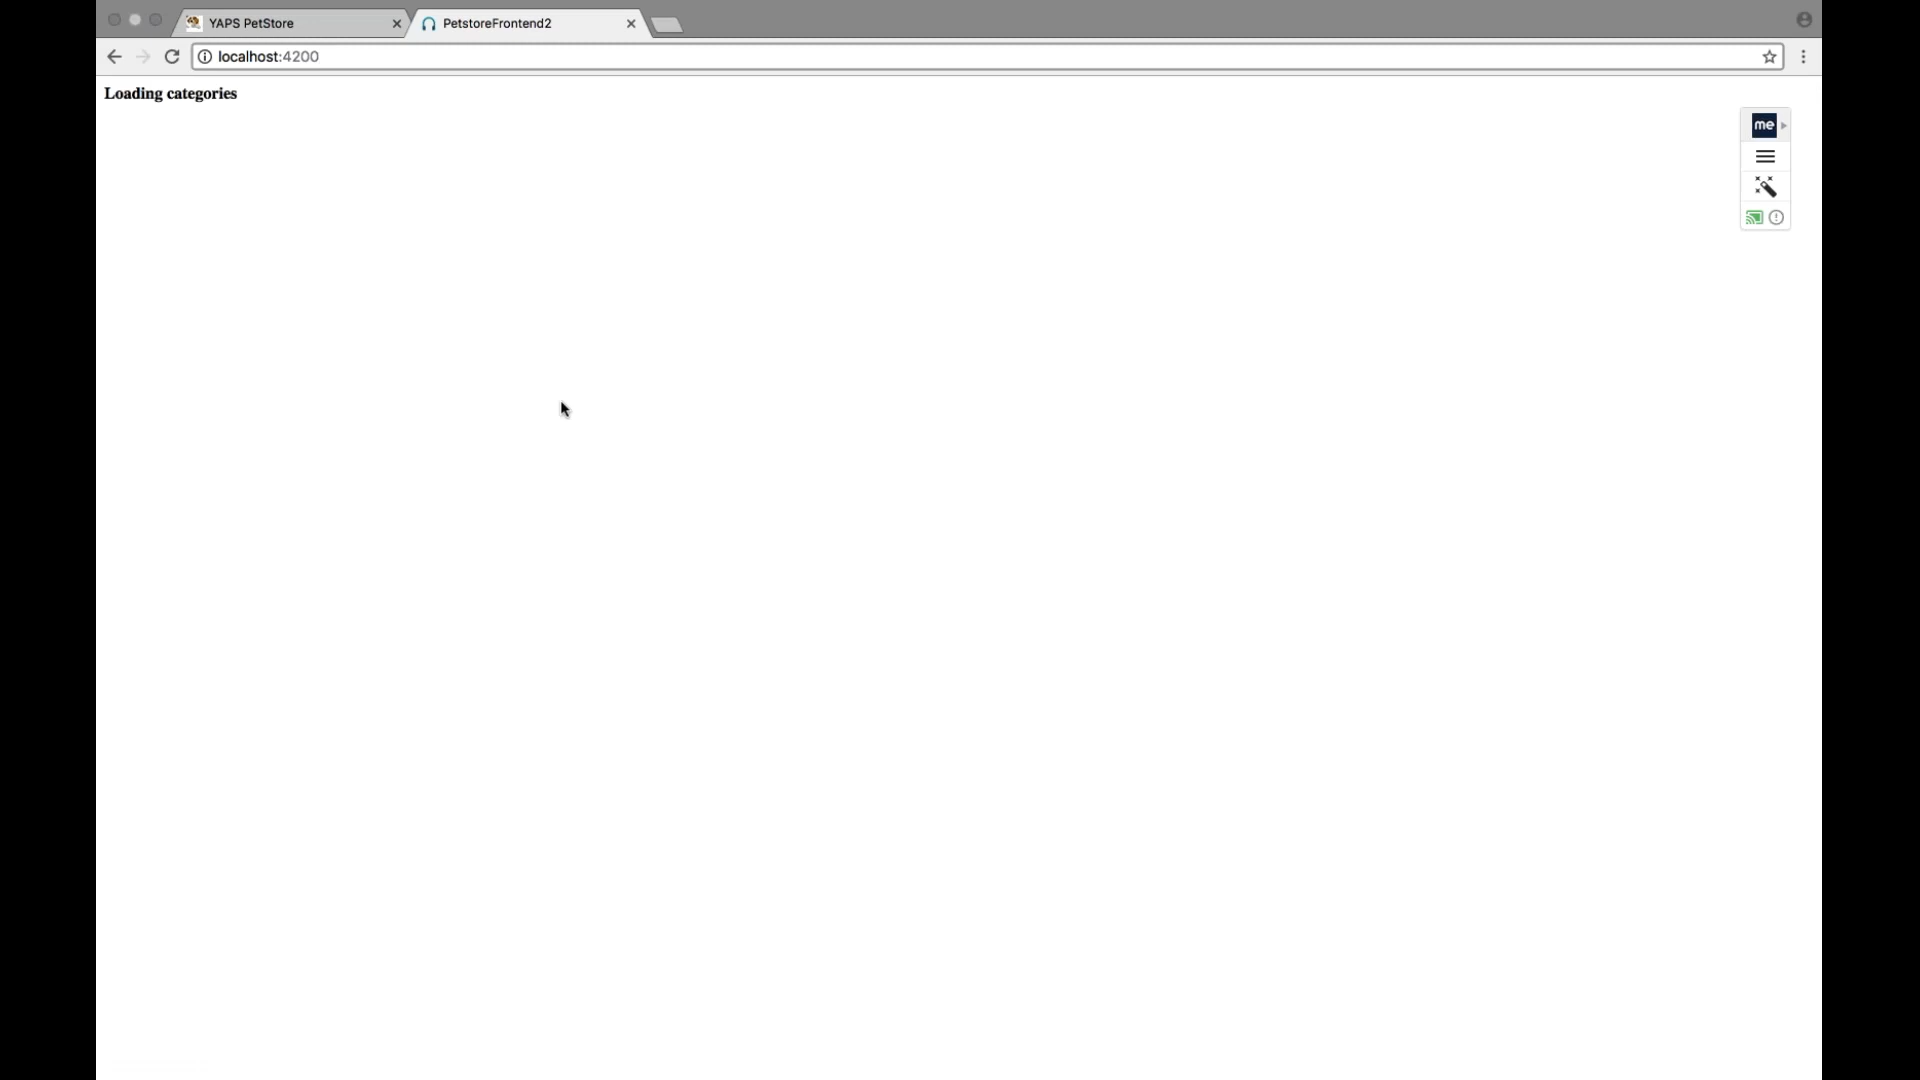 YAPS PetStore
PetstoreFrontend2
localhost:4200
Loading categories
me